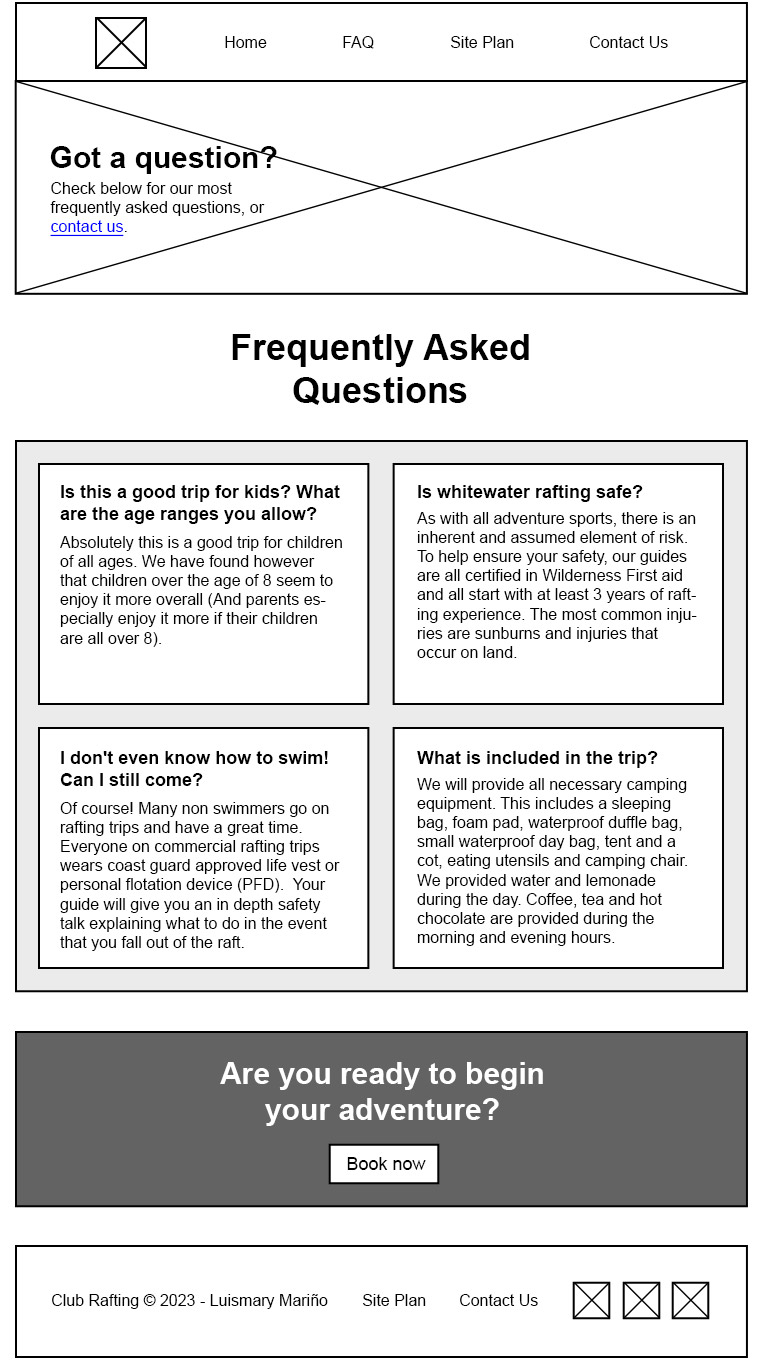 Home FAQ Site Plan Contact Us
Got a question?
Check below for our most
frequently asked questions, or
contact us.
Frequently Asked
Questions
Is this a good trip for kids? What
are the age ranges you allow?
Absolutely this is a good trip for children
of all ages. We have found however
that children over the age of 8 seem to
enjoy it more overall (And parents es-
pecially enjoy it more if their children
are all over 8).
Is whitewater rafting safe?
As with all adventure sports, there is an
inherent and assumed element of risk.
To help ensure your safety, our guides
are all certified in Wilderness First aid
and all start with at least 3 years of raft-
ing experience. The most common inju-
ries are sunburns and injuries that
occur on land.
I don't even know how to swim!
Can I still come?
Of course! Many non swimmers go on
rafting trips and have a great time.
Everyone on commercial rafting trips
wears coast guard approved life vest or
personal flotation device (PFD).  Your
guide will give you an in depth safety
talk explaining what to do in the event
that you fall out of the raft.
What is included in the trip?
We will provide all necessary camping
equipment. This includes a sleeping
bag, foam pad, waterproof duffle bag,
small waterproof day bag, tent and a
cot, eating utensils and camping chair.
We provided water and lemonade
during the day. Coffee, tea and hot
chocolate are provided during the
morning and evening hours.
Are you ready to begin
your adventure?
Book now
Club Rafting © 2023 - Luismary Mariño Site Plan Contact Us